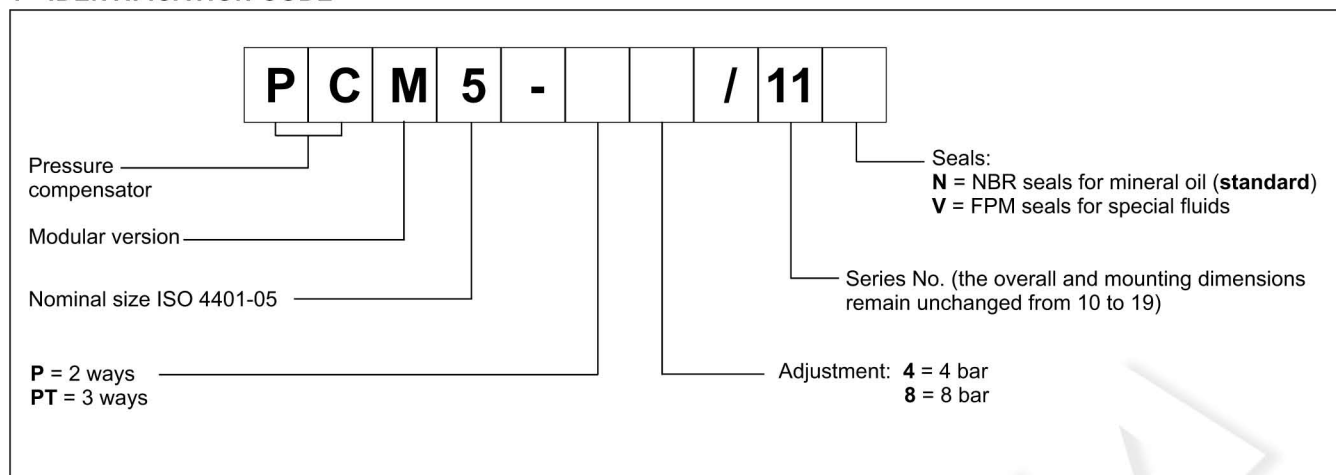 P C M 5 - / 11
Pressure
compensator
Modular version
Nominal size ISO 4401-05
P = 2 ways
PT = 3 ways
Seals:
N = NBR seals for mineral oil (standard)
V = FPM seals for special fluids
Series No. (the overall and mounting dimensions
remain unchanged from 10 to 19)
Adjustment: 4 = 4 bar
8 = 8 bar